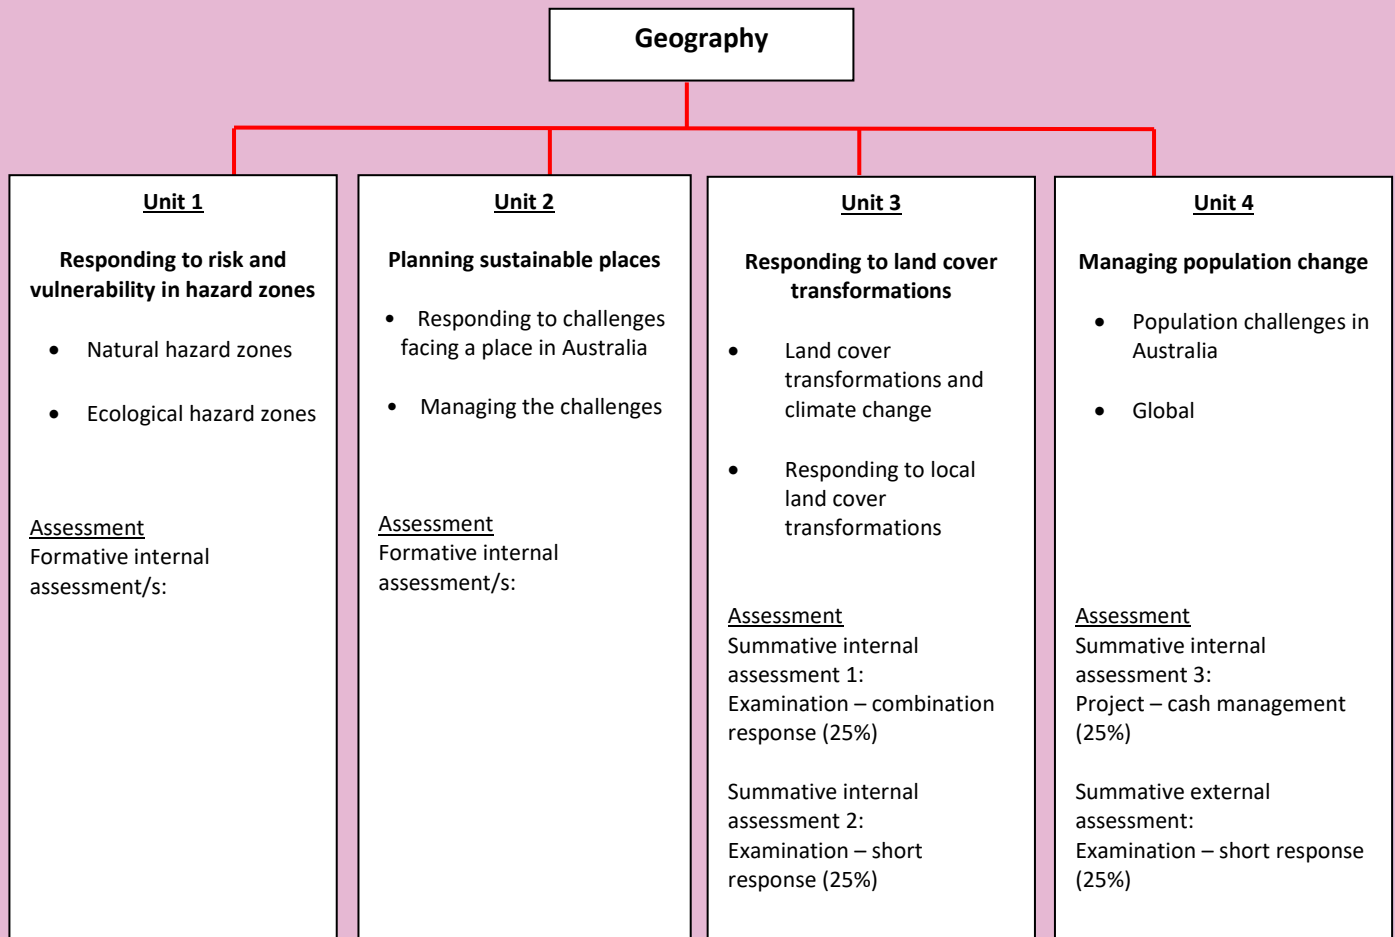 Geography
Unit 1
Responding to risk and
vulnerability in hazard zones
• Natural hazard zones
• Ecological hazard zones
Assessment
Formative internal
assessment/s:
Unit 2
Planning sustainable places
• Responding to challenges
facing a place in Australia
• Managing the challenges
Assessment
Formative internal
assessment/s:
Unit 3
Responding to land cover
transformations
• Land cover
transformations and
climate change
• Responding to local
land cover
transformations
Assessment
Summative internal
assessment 1:
Examination – combination
response (25%)
Summative internal
assessment 2:
Examination – short
response (25%)
Unit 4
Managing population change
• Population challenges in
Australia
• Global
Assessment
Summative internal
assessment 3:
Project – cash management
(25%)
Summative external
assessment:
Examination – short response
(25%)